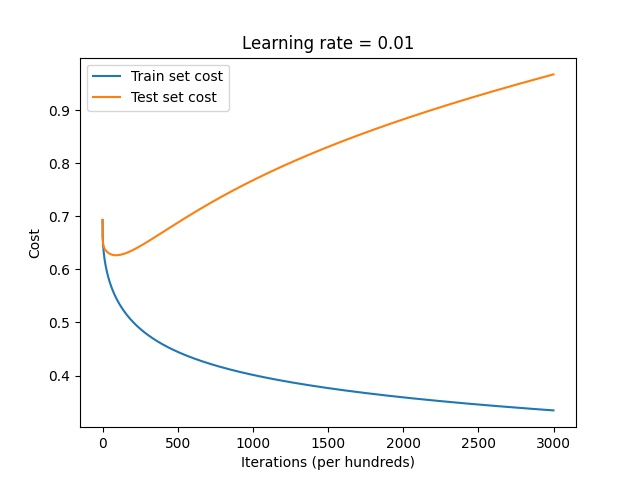 Learning rate = 0.01
Train set cost
Test set cost
0.9
0.8
0.7
0.6
0.5
0.4
Cost
0 500 1000 1500 2000 2500 3000
Iterations (per hundreds)